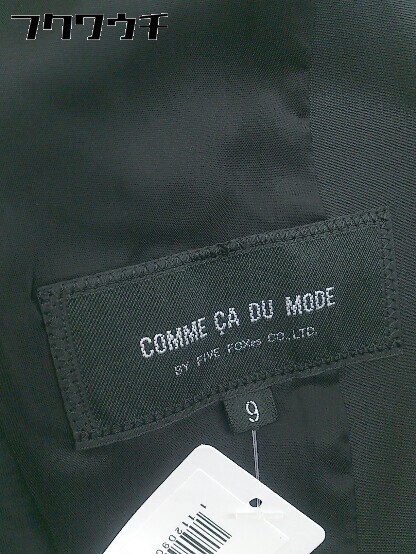 フクワウチ
COMME ÇA DU MODE
BY FIVE FOXes CO.,LTD.
9